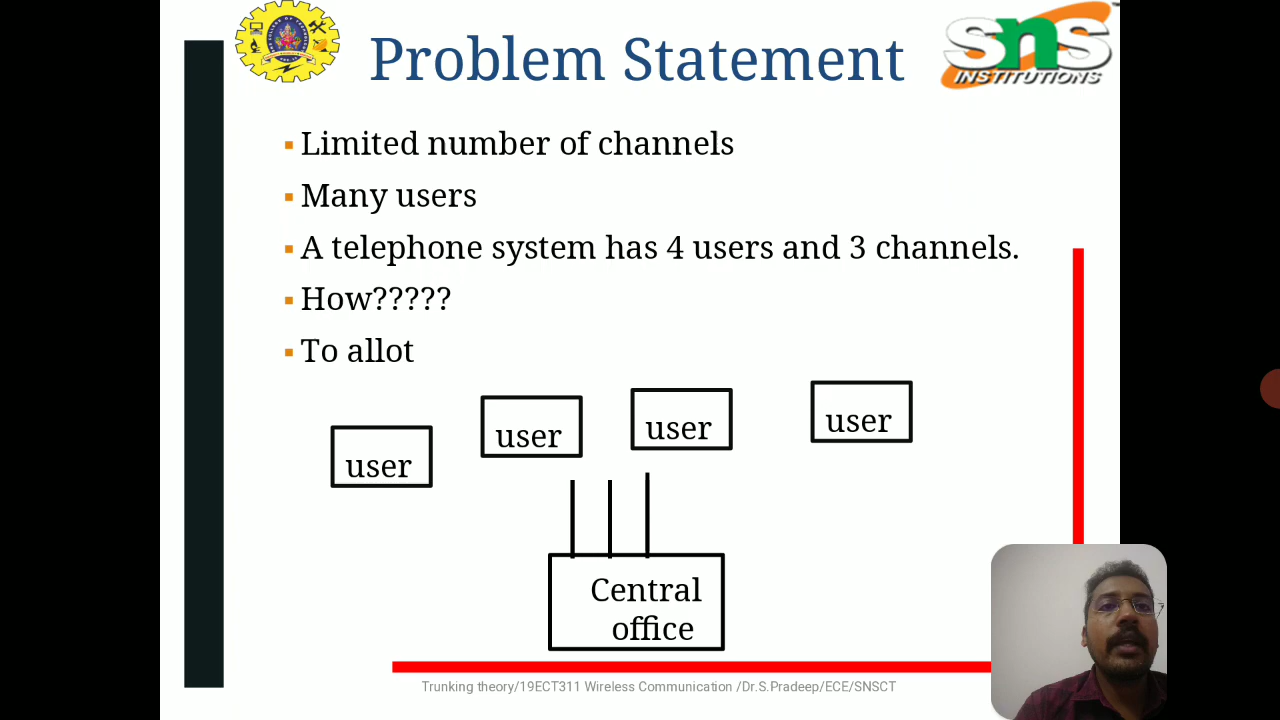 Problem Statement
SNS
INSTITUTIONS
Limited number of channels
Many users
A telephone system has 4 users and 3 channels.
How?????
To allot
user
user
user
user
Central
office
Trunking theory/19ECT311 Wireless Communication /Dr.S.Pradeep/ECE/SNSCT